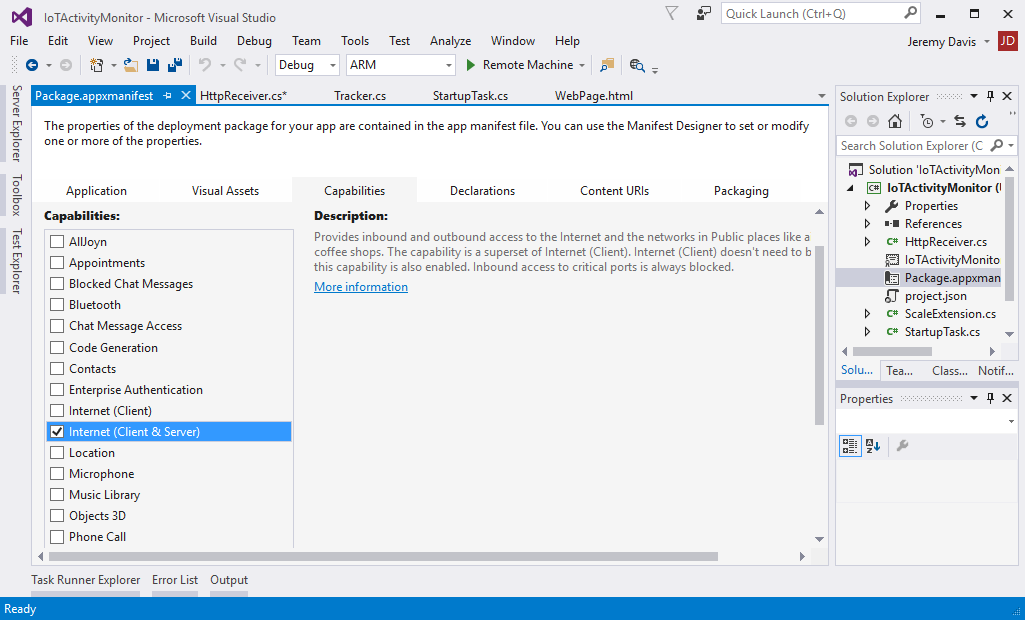 IoTActivityMonitor - Microsoft Visual Studio
Quick Launch (Ctrl+Q)
File Edit View Project Build Debug Team Tools Test Analyze Window Help
Jeremy Davis JD
Debug ARM Remote Machine
Server Explorer
Toolbox
Test Explorer
Package.appxmanifest HttpReceiver.cs* Tracker.cs StartupTask.cs WebPage.html
The properties of the deployment package for your app are contained in the app manifest file. You can use the Manifest Designer to set or modify
one or more of the properties.
Application Visual Assets Capabilities Declarations Content URIs Packaging
Capabilities:
AllJoyn
Appointments
Blocked Chat Messages
Bluetooth
Chat Message Access
Code Generation
Contacts
Enterprise Authentication
Internet (Client)
Internet (Client & Server)
Location
Microphone
Music Library
Objects 3D
Phone Call
Description:
Provides inbound and outbound access to the Internet and the networks in Public places like a
coffee shops. The capability is a superset of Internet (Client). Internet (Client) doesn't need to b
this capability is also enabled. Inbound access to critical ports is always blocked.
More information
Solution Explorer
Search Solution Explorer (C
Solution 'IoTActivityMon
C# IoTActivityMonitor (
Properties
References
C# HttpReceiver.cs
IoTActivityMonito
Package.appxman
project.json
C# ScaleExtension.cs
C# StartupTask.cs
Solu... Tea... Class... Notif...
Properties
Task Runner Explorer Error List Output
Ready